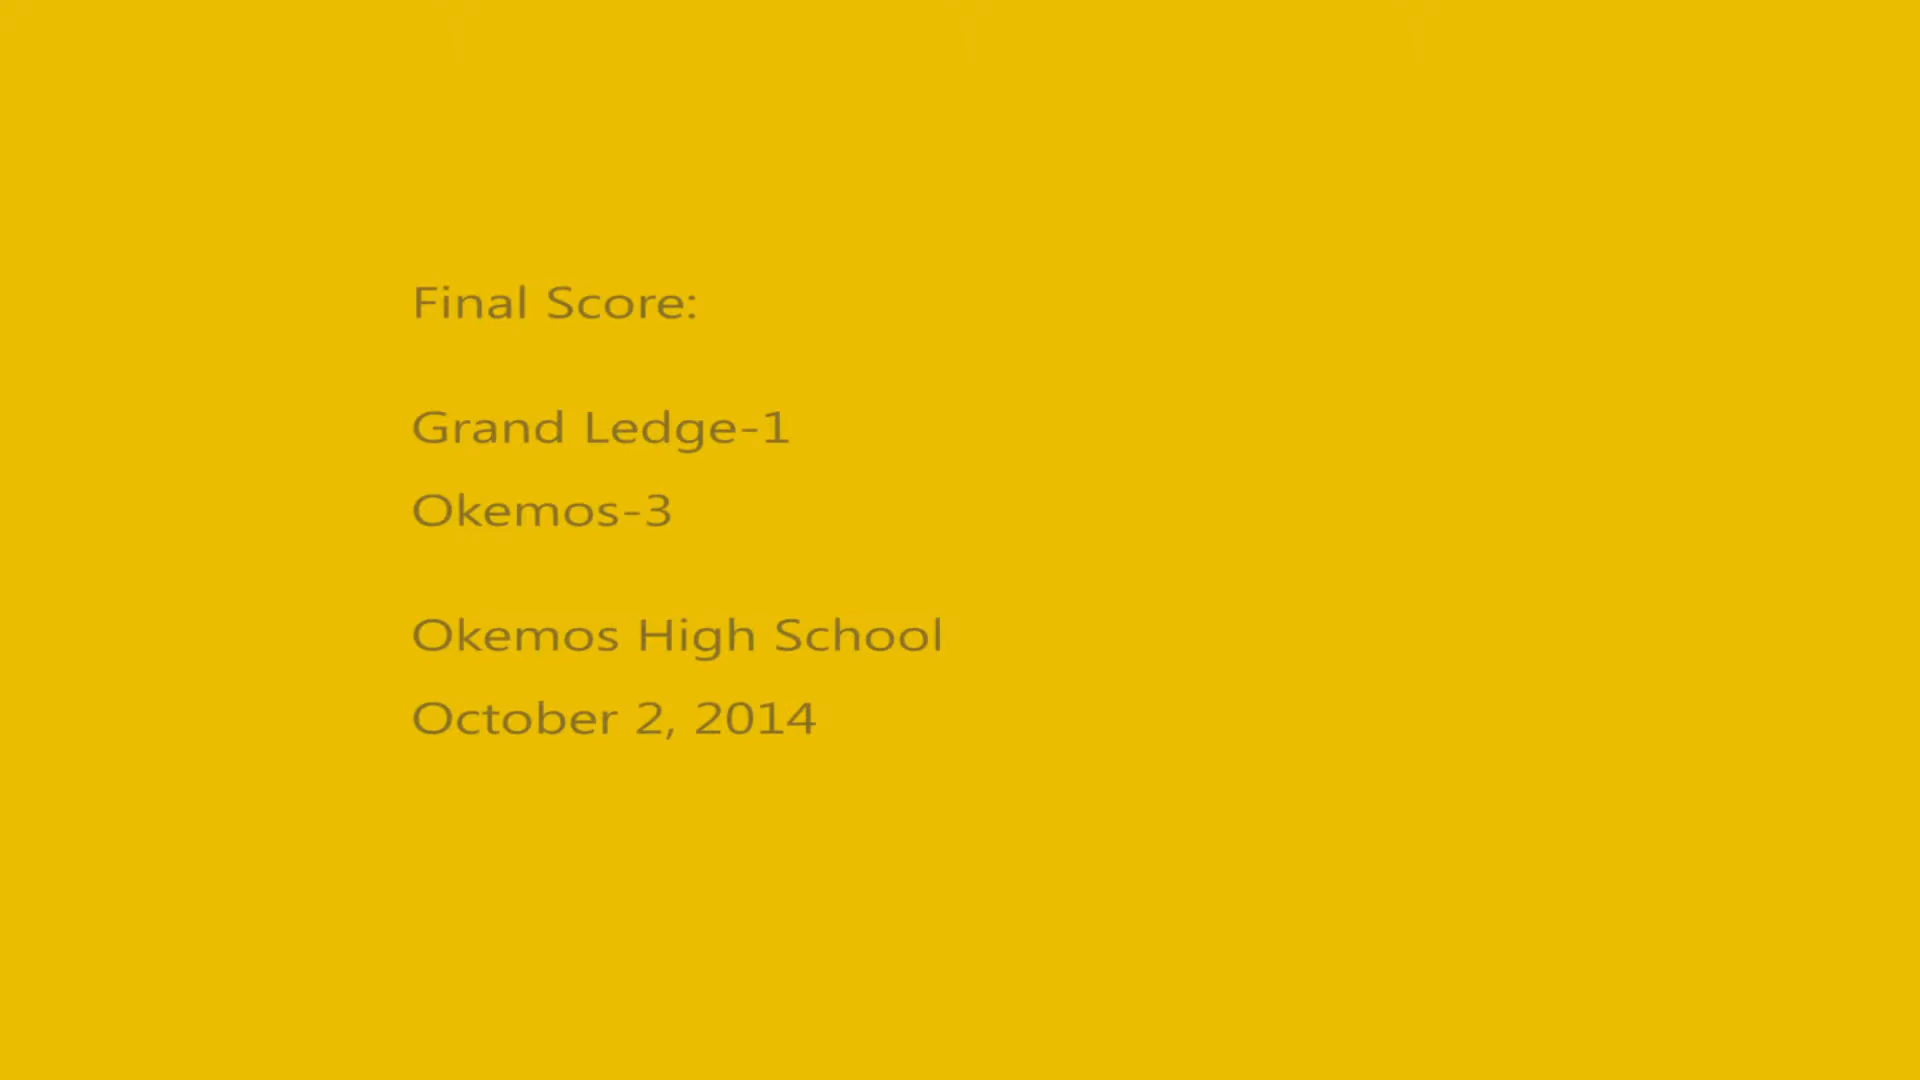 Final Score:
Grand Ledge-1
Okemos-3
Okemos High School
October 2, 2014